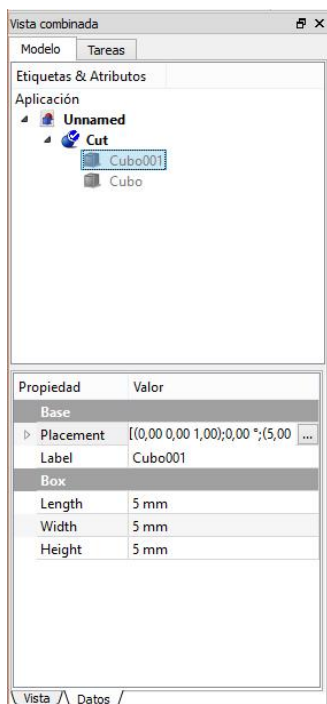 Vista combinada
Modelo Tareas
Etiquetas & Atributos
Aplicación
Unnamed
Cut
Cubo001
Cubo
Propiedad Valor
Base
Placement [(0,00 0,00 1,00);0,00 °;(5,00 ...
Label Cubo001
Box
Length 5 mm
Width 5 mm
Height 5 mm
Vista Datos